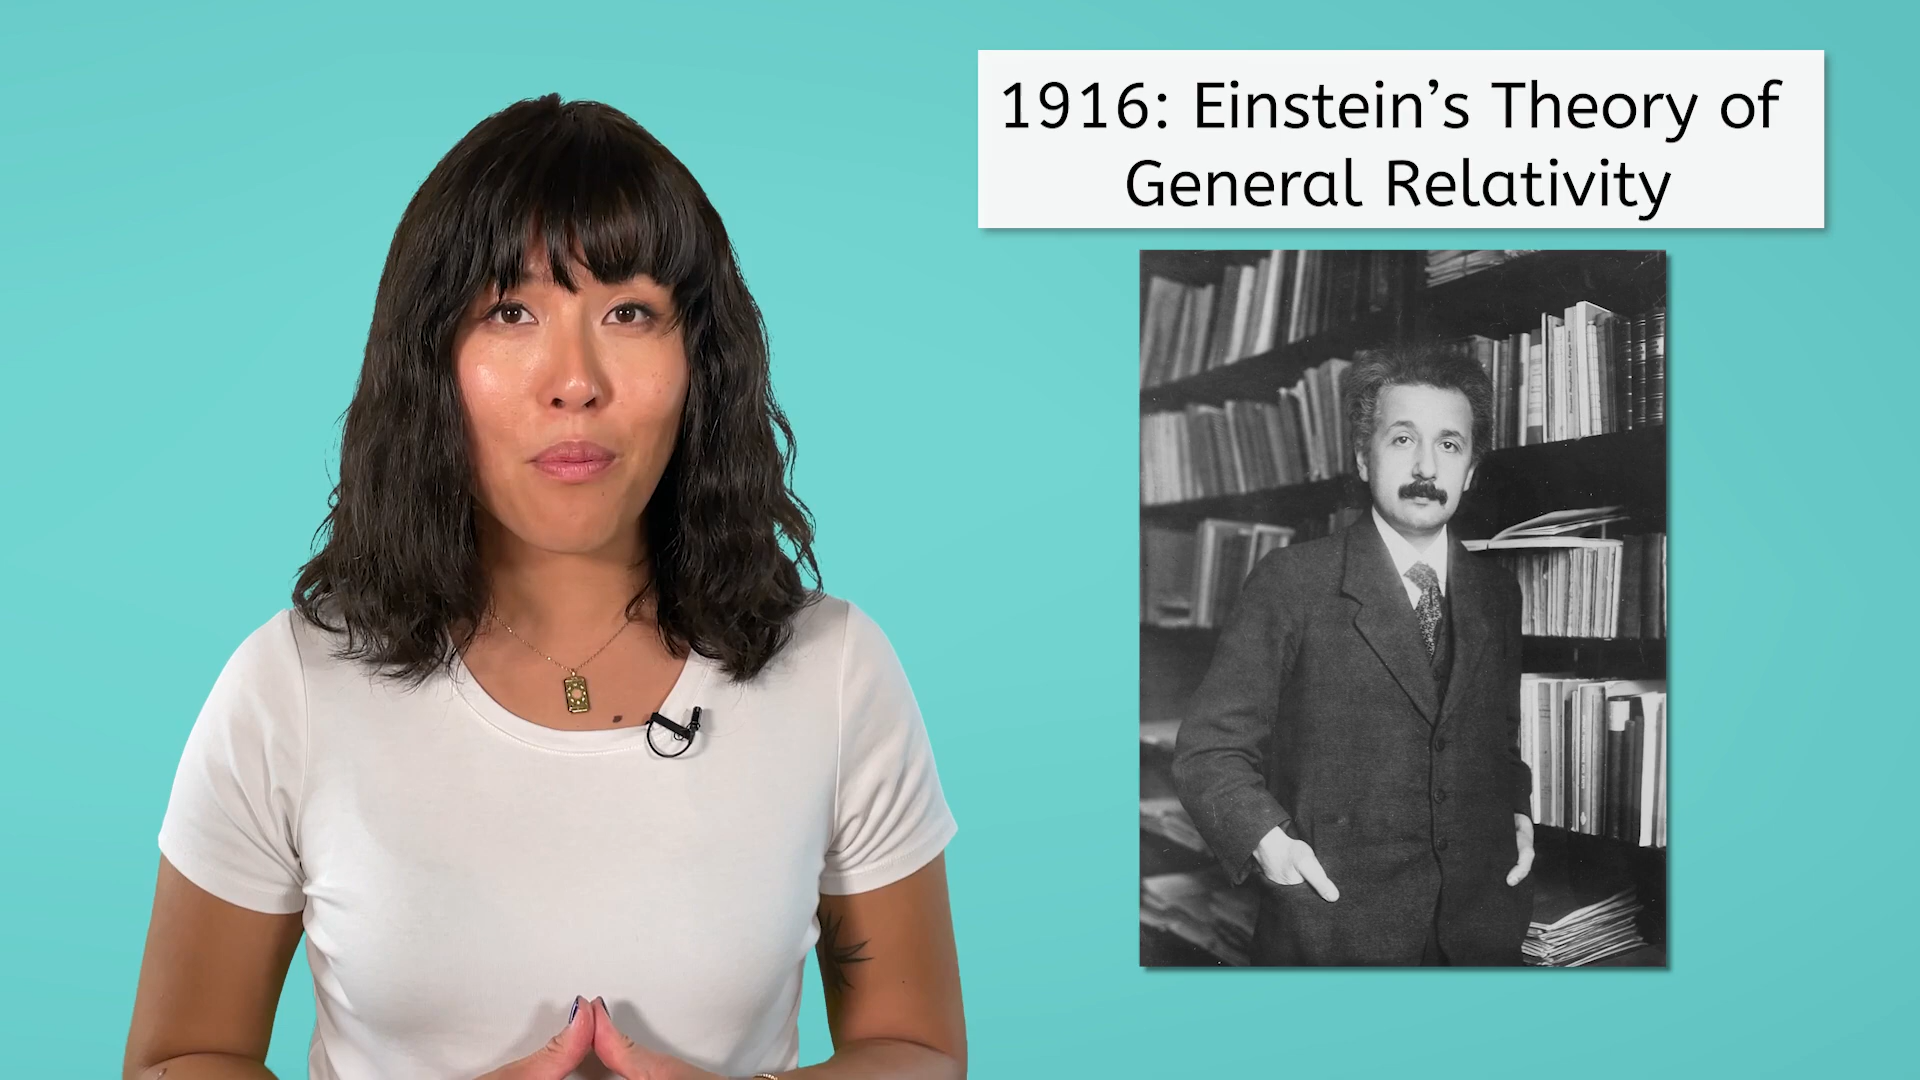 1916: Einstein’s Theory of
General Relativity